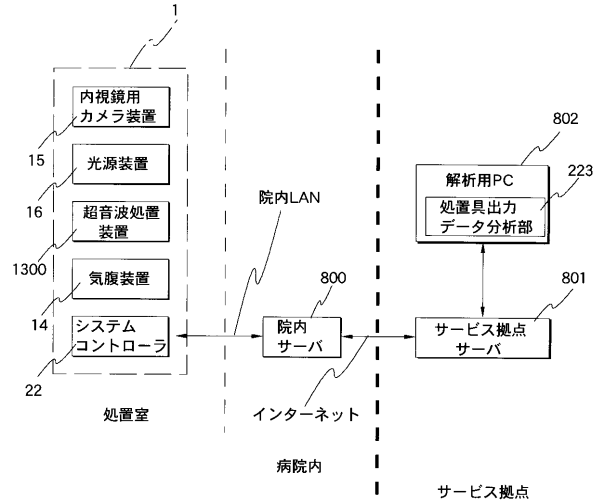 1
内視鏡用
カメラ装置
15
光源装置
16
超音波処置
装置
1300
気腹装置
14
システム
コントローラ
22
処置室
院内LAN
800
院内
サーバ
インターネット
病院内
802
解析用PC
223
処置具出力
データ分析部
801
サービス拠点
サーバ
サービス拠点